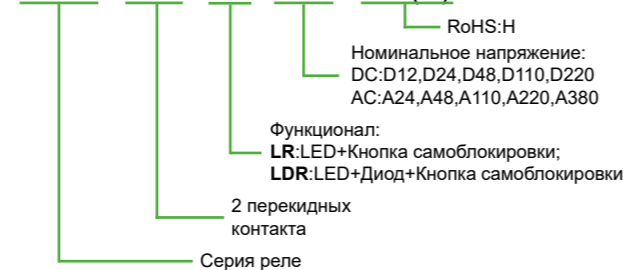 RoHS:H
Номинальное напряжение:
DC:D12,D24,D48,D110,D220
AC:A24,A48,A110,A220,A380
Функционал:
LR:LED+Кнопка самоблокировки;
LDR:LED+Диод+Кнопка самоблокировки
2 перекидных
контакта
Серия реле